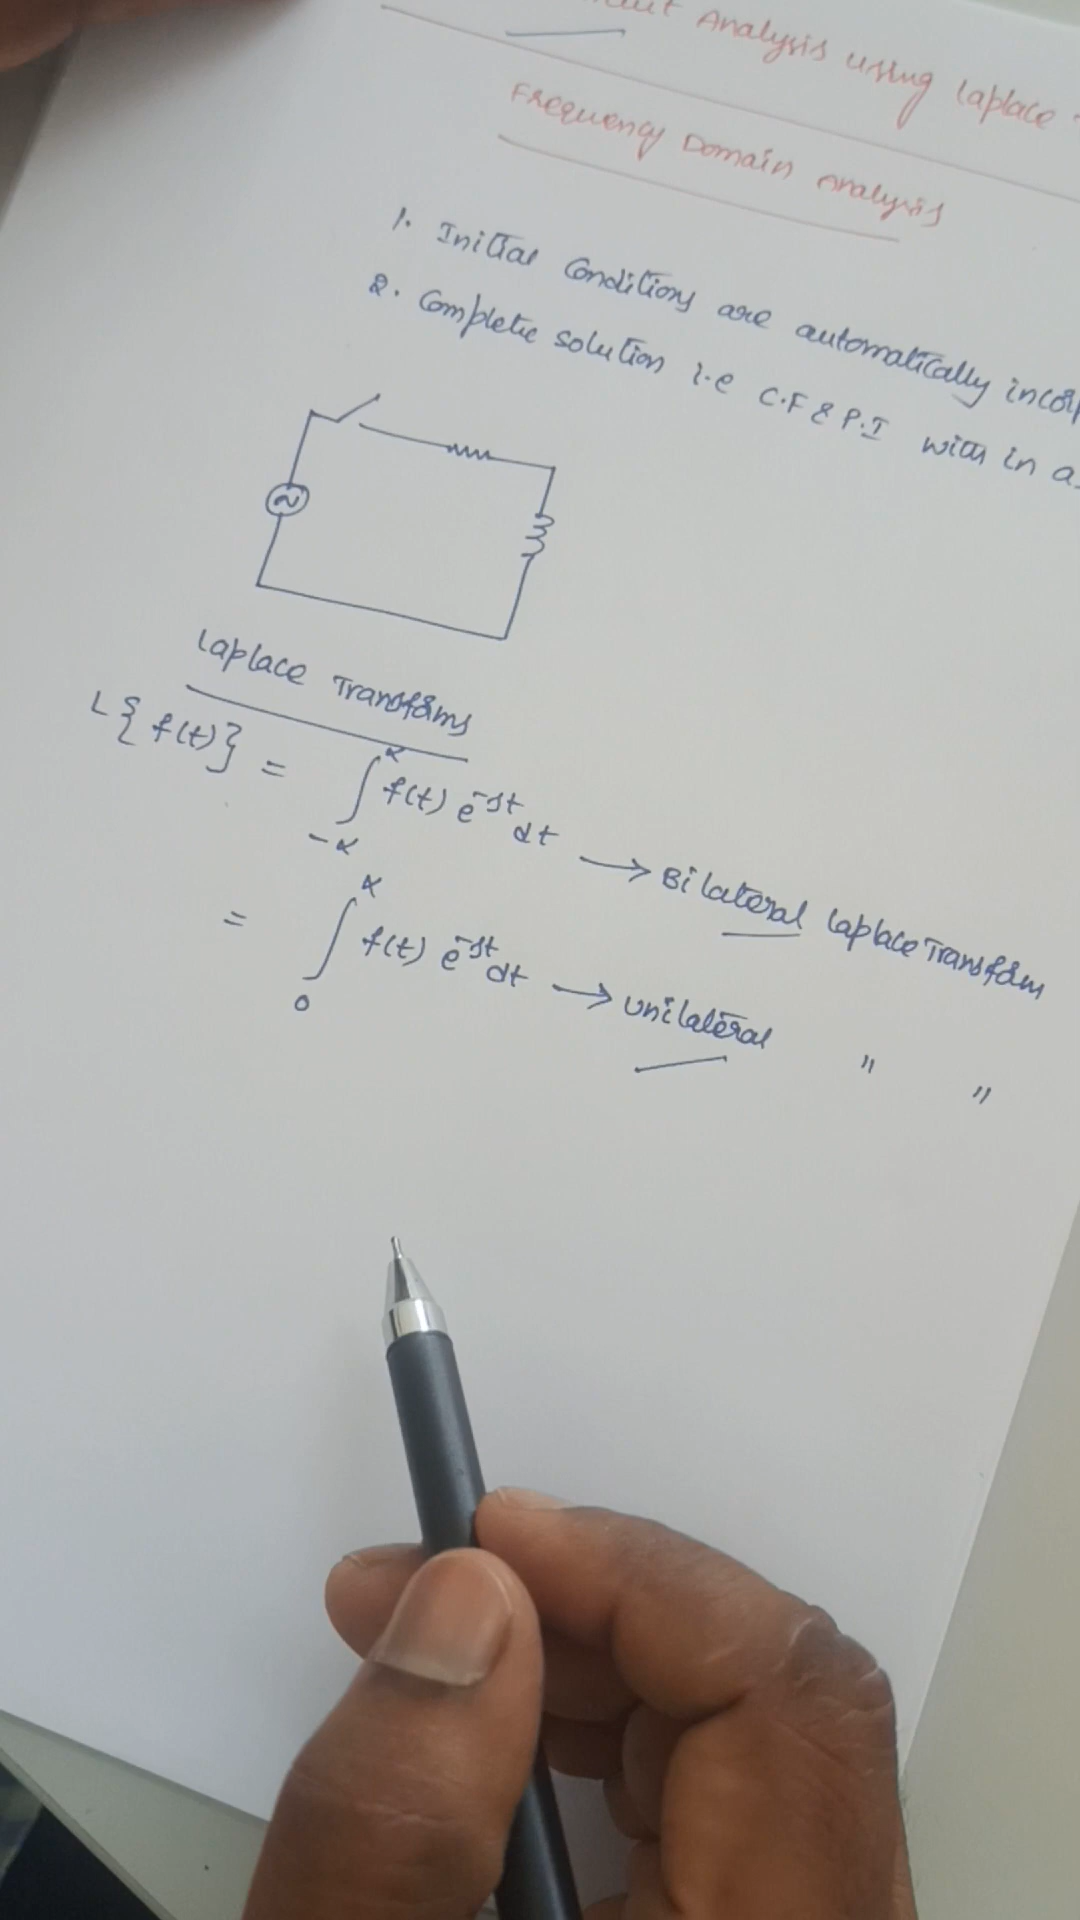 Analysis using Laplace
Frequency Domain Analysis
1. Initial Conditions are automatically
2. Complete solution i.e C.F & P.I with in a
Laplace Transforms
L{f(t)} = ∫_{-∞}^{∞} f(t) e^{-st} dt → Bilateral Laplace Transform
= ∫_{0}^{∞} f(t) e^{-st} dt → Unilateral " "